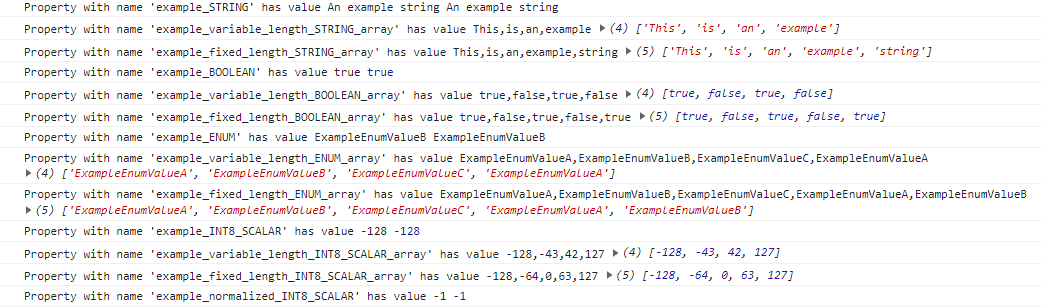 Property with name 'example_STRING' has value An example string An example string
Property with name 'example_variable_length_STRING_array' has value This,is,an,example ▶(4) ['This', 'is', 'an', 'example']
Property with name 'example_fixed_length_STRING_array' has value This,is,an,example,string ▶(5) ['This', 'is', 'an', 'example', 'string']
Property with name 'example_BOOLEAN' has value true true
Property with name 'example_variable_length_BOOLEAN_array' has value true,false,true,false ▶(4) [true, false, true, false]
Property with name 'example_fixed_length_BOOLEAN_array' has value true,false,true,false,true ▶(5) [true, false, true, false, true]
Property with name 'example_ENUM' has value ExampleEnumValueB ExampleEnumValueB
Property with name 'example_variable_length_ENUM_array' has value ExampleEnumValueA,ExampleEnumValueB,ExampleEnumValueC,ExampleEnumValueA
▶(4) ['ExampleEnumValueA', 'ExampleEnumValueB', 'ExampleEnumValueC', 'ExampleEnumValueA']
Property with name 'example_fixed_length_ENUM_array' has value ExampleEnumValueA,ExampleEnumValueB,ExampleEnumValueC,ExampleEnumValueA,ExampleEnumValueB
▶(5) ['ExampleEnumValueA', 'ExampleEnumValueB', 'ExampleEnumValueC', 'ExampleEnumValueA', 'ExampleEnumValueB']
Property with name 'example_INT8_SCALAR' has value -128 -128
Property with name 'example_variable_length_INT8_SCALAR_array' has value -128,-43,42,127 ▶(4) [-128, -43, 42, 127]
Property with name 'example_fixed_length_INT8_SCALAR_array' has value -128,-64,0,63,127 ▶(5) [-128, -64, 0, 63, 127]
Property with name 'example_normalized_INT8_SCALAR' has value -1 -1